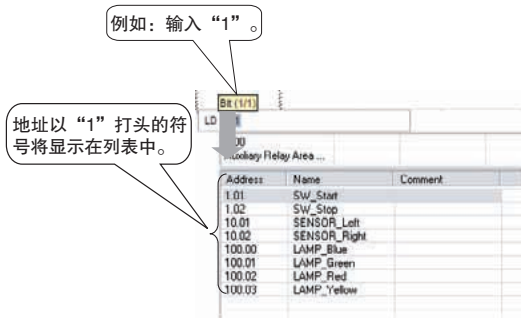 例如：输入“1”。
Bit (1/1)
LD
地址以“1”打头的符
号将显示在列表中。
Auxiliary Relay Area ...
Address Name Comment
1.01 SW_Start
1.02 SW_Stop
10.01 SENSOR_Left
10.02 SENSOR_Right
100.00 LAMP_Blue
100.01 LAMP_Green
100.02 LAMP_Red
100.03 LAMP_Yellow